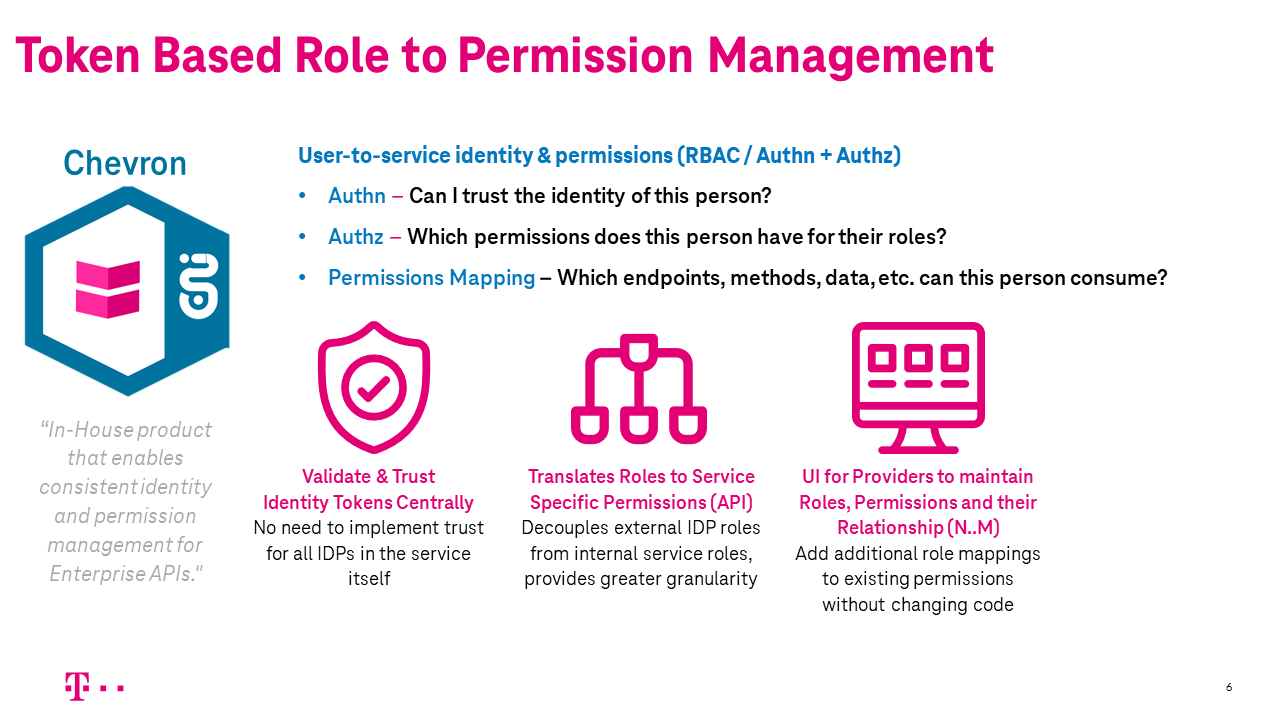 Token Based Role to Permission Management
Chevron
User-to-service identity & permissions (RBAC / Authn + Authz)
• Authn – Can I trust the identity of this person?
• Authz – Which permissions does this person have for their roles?
• Permissions Mapping – Which endpoints, methods, data, etc. can this person consume?
“In-House product
that enables
consistent identity
and permission
management for
Enterprise APIs."
Validate & Trust
Identity Tokens Centrally
No need to implement trust
for all IDPs in the service
itself
Translates Roles to Service
Specific Permissions (API)
Decouples external IDP roles
from internal service roles,
provides greater granularity
UI for Providers to maintain
Roles, Permissions and their
Relationship (N..M)
Add additional role mappings
to existing permissions
without changing code
T
6